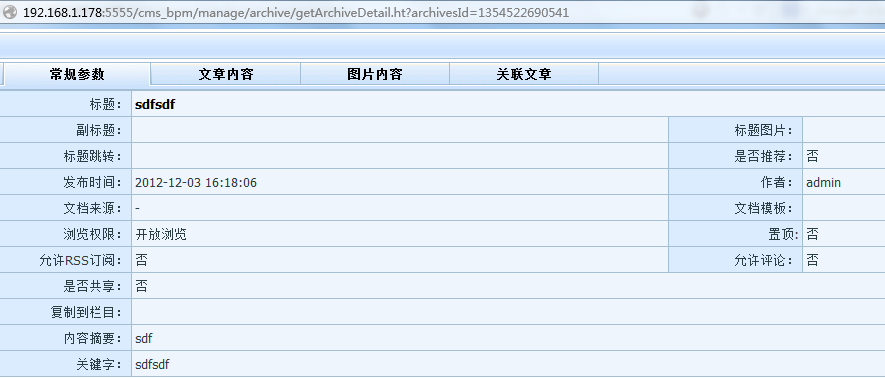 192.168.1.178:5555/cms_bpm/manage/archive/getArchiveDetail.ht?archivesId=1354522690541
常规参数 文章内容 图片内容 关联文章
标题： sdfsdf
副标题： 标题图片：
标题跳转： 是否推荐： 否
发布时间： 2012-12-03 16:18:06 作者： admin
文档来源： - 文档模板：
浏览权限： 开放浏览 置顶: 否
允许RSS订阅： 否 允许评论： 否
是否共享： 否
复制到栏目：
内容摘要： sdf
关键字： sdfsdf